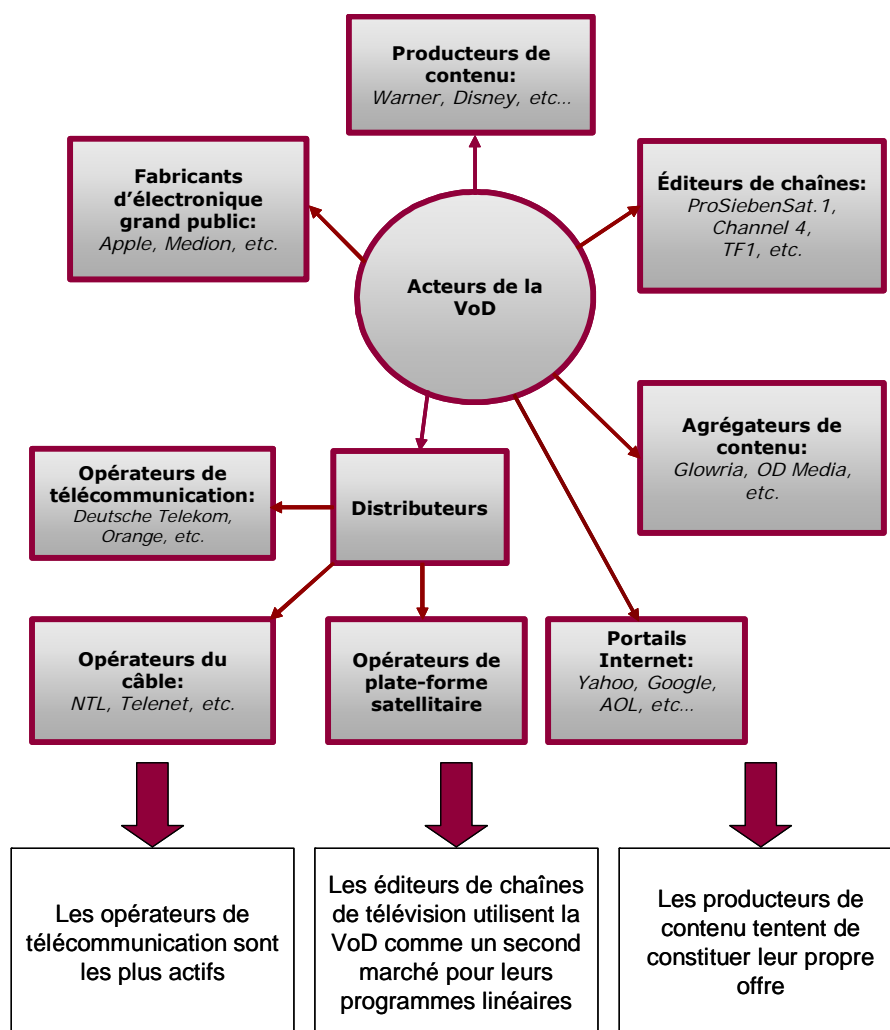 Producteurs de
contenu:
Warner, Disney, etc...
Fabricants
d'électronique
grand public:
Apple, Medion, etc.
Éditeurs de chaînes:
ProSiebenSat.1,
Channel 4,
TF1, etc.
Acteurs de la
VoD
Agrégateurs de
contenu:
Glowria, OD Media,
etc.
Opérateurs de
télécommunication:
Deutsche Telekom,
Orange, etc.
Distributeurs
Opérateurs du
câble:
NTL, Telenet, etc.
Opérateurs de
plate-forme
satellitaire
Portails
Internet:
Yahoo, Google,
AOL, etc...
Les opérateurs de
télécommunication sont
les plus actifs
Les éditeurs de chaînes
de télévision utilisent la
VoD comme un second
marché pour leurs
programmes linéaires
Les producteurs de
contenu tentent de
constituer leur propre
offre